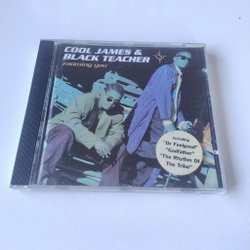 COOL JAMES &
BLACK TEACHER
zooming you
Including
"Dr Feelgood"
"Godfather"
"The Rhythm Of
The Tribe"